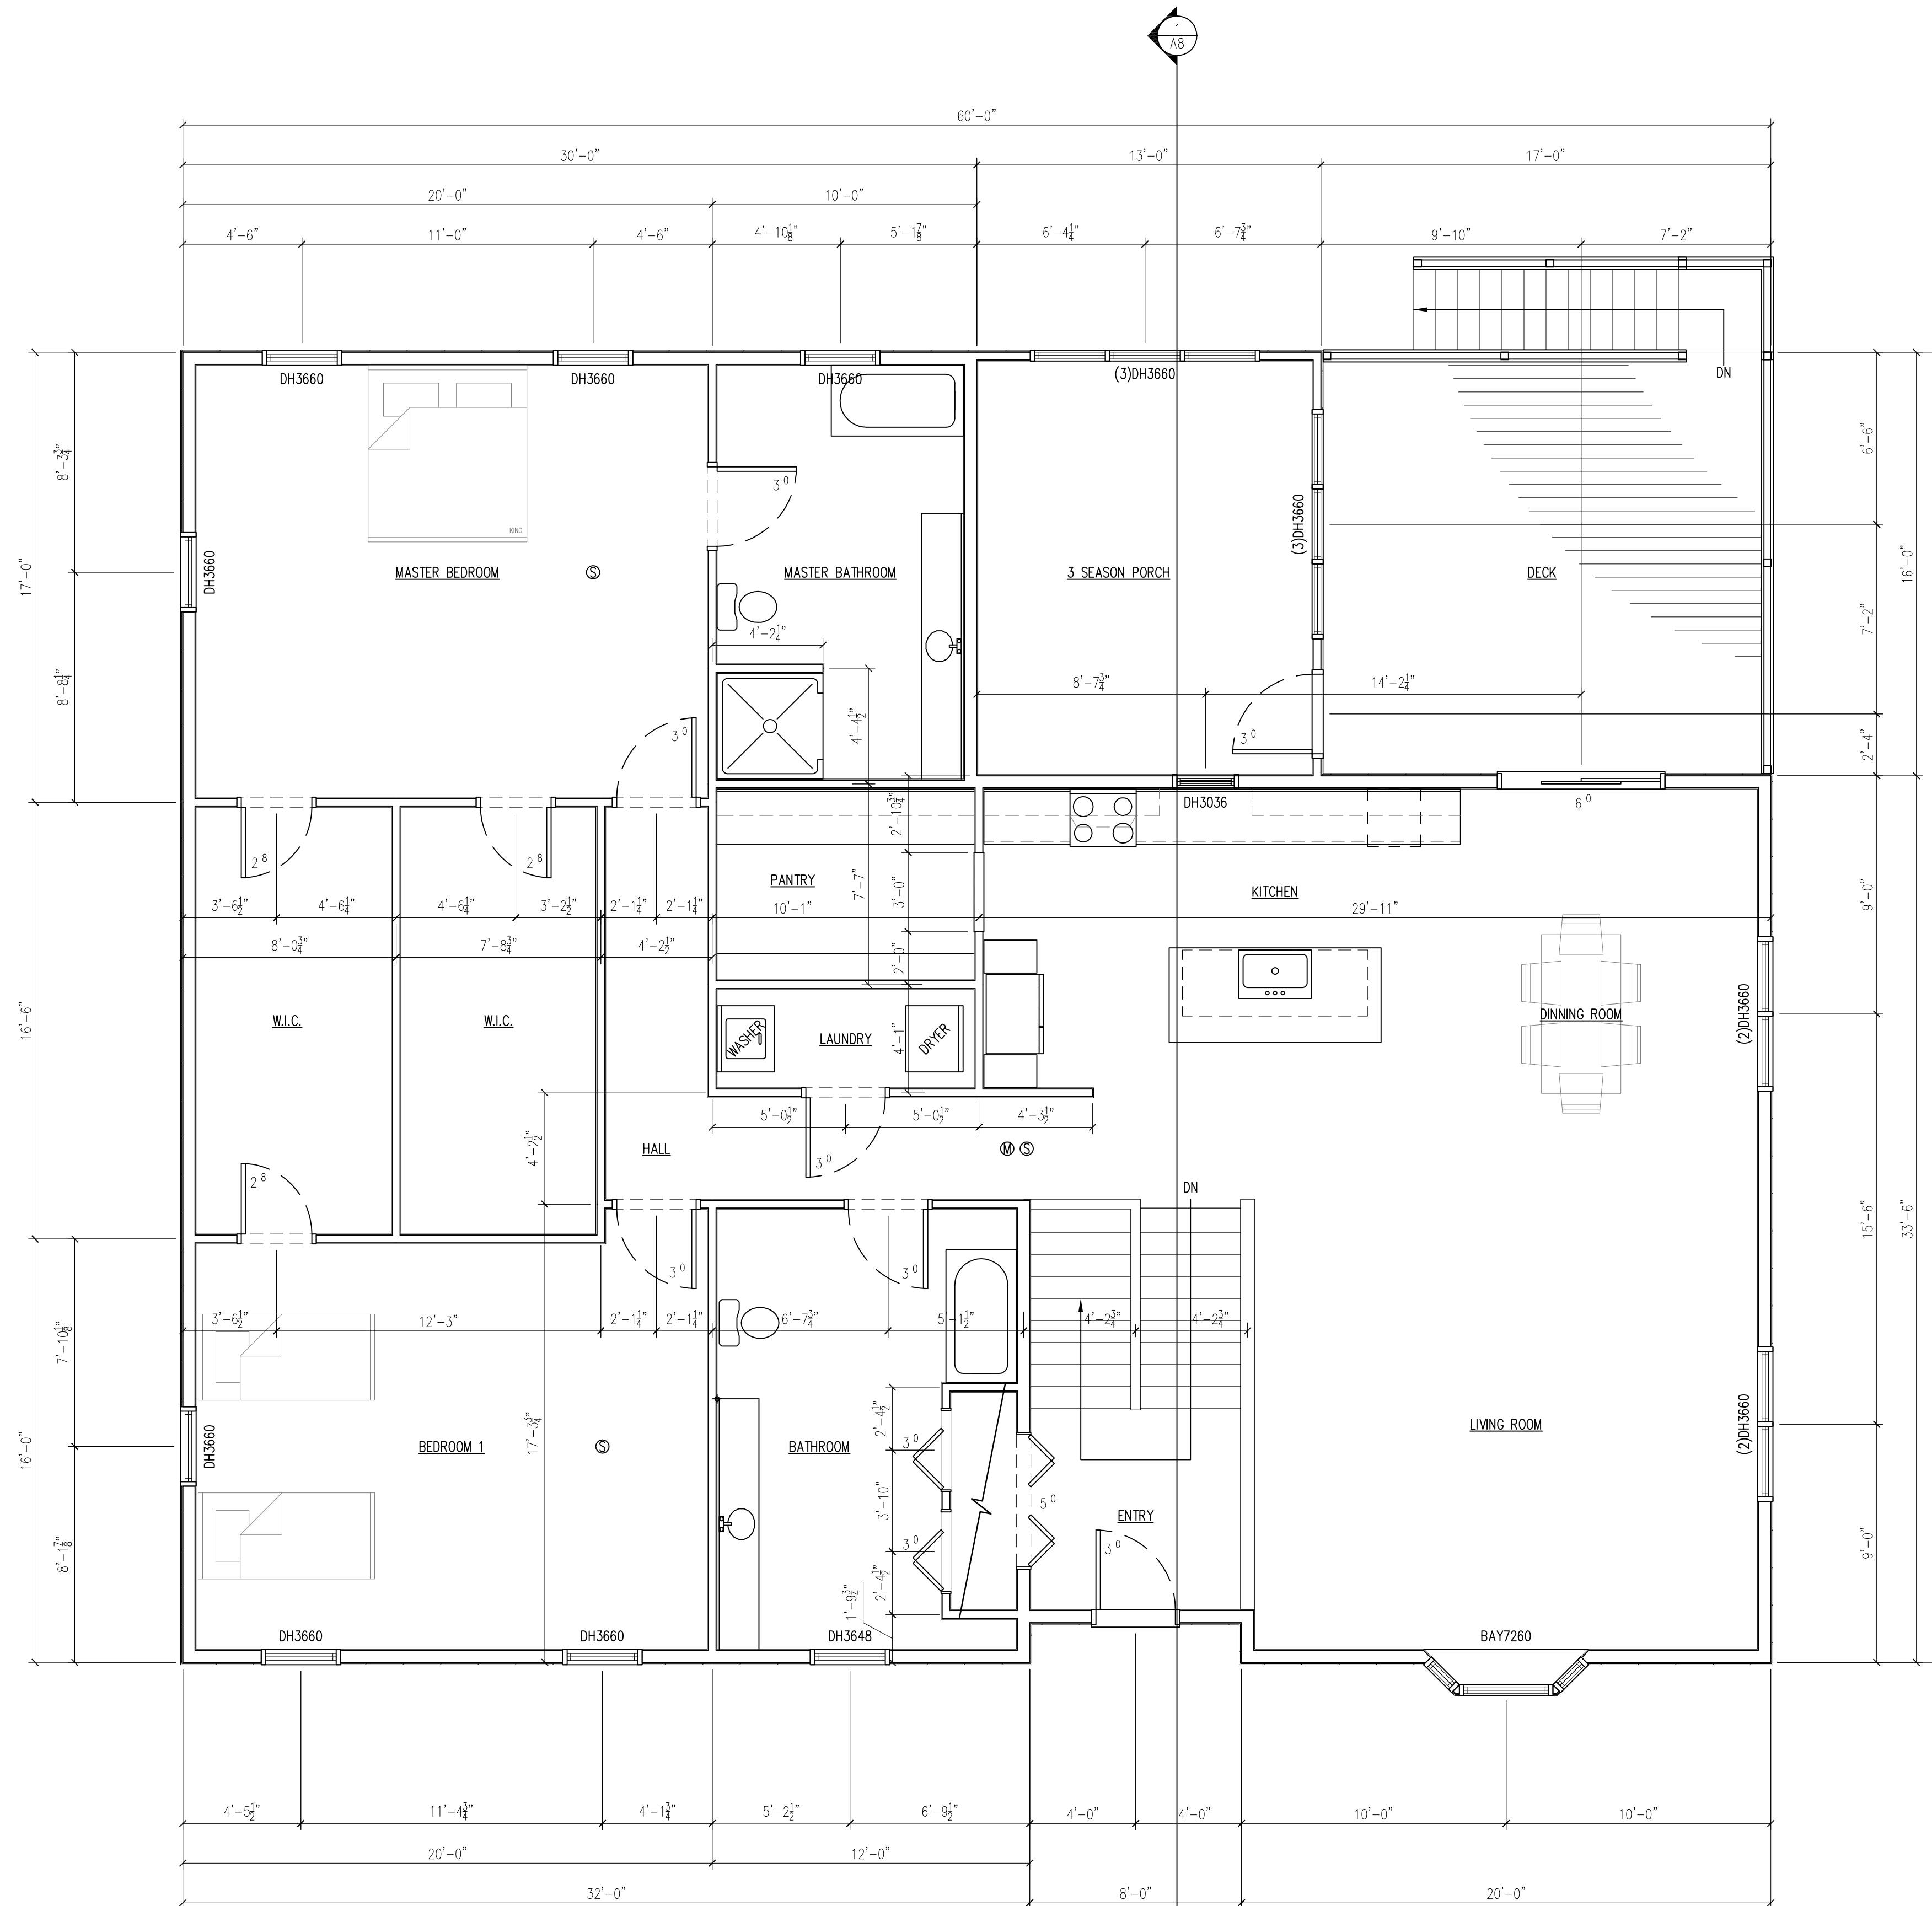 1
A8
60'-0"
30'-0" 13'-0" 17'-0"
20'-0" 10'-0"
4'-6" 11'-0" 4'-6" 4'-10 1/8" 5'-1 7/8" 6'-4 1/4" 6'-7 3/4" 9'-10" 7'-2"
DH3660 DH3660 DH3660 (3)DH3660 DN
8'-3 3/4"
6'-6"
3 0
KING
(3)DH3660
17'-0"
DH3660
MASTER BEDROOM S MASTER BATHROOM 3 SEASON PORCH DECK
16'-0"
7'-2"
4'-2 1/4"
8'-8 1/4"
8'-7 3/4" 14'-2 1/4"
4'-4 1/2"
3 0 3 0
2'-4"
DH3036 6 0
2'-10 3/4"
2 8 2 8
PANTRY KITCHEN
7'-7"
3'-0"
9'-0"
3'-6 1/2" 4'-6 1/4" 4'-6 1/4" 3'-2 1/2" 2'-1 1/4" 2'-1 1/4" 10'-1" 29'-11"
8'-0 3/4" 7'-8 3/4" 4'-2 1/2"
2'-0"
16'-6"
W.I.C. W.I.C. LAUNDRY DINNING ROOM
WASHER DRYER
4'-1"
(2)DH3660
5'-0 1/2" 5'-0 1/2" 4'-3 1/2"
4'-2 1/2"
HALL 3 0 M S
2 8
DN
15'-6"
33'-6"
3 0 3 0
3'-6 1/2" 12'-3" 2'-1 1/4" 2'-1 1/4" 6'-7 3/4" 5'-1 1/2" 4'-2 3/4" 4'-2 3/4"
7'-10 1/8"
16'-0"
2'-4 1/2"
17'-3 3/4"
DH3660
BEDROOM 1 S BATHROOM 3 0 LIVING ROOM
(2)DH3660
3'-10" 5 0
ENTRY
3 0 3 0
8'-1 7/8"
9'-0"
2'-4 1/2"
1'-9 3/4"
DH3660 DH3660 DH3648 BAY7260
4'-5 1/2" 11'-4 3/4" 4'-1 3/4" 5'-2 1/2" 6'-9 1/2" 4'-0" 4'-0" 10'-0" 10'-0"
20'-0" 12'-0"
32'-0" 8'-0" 20'-0"